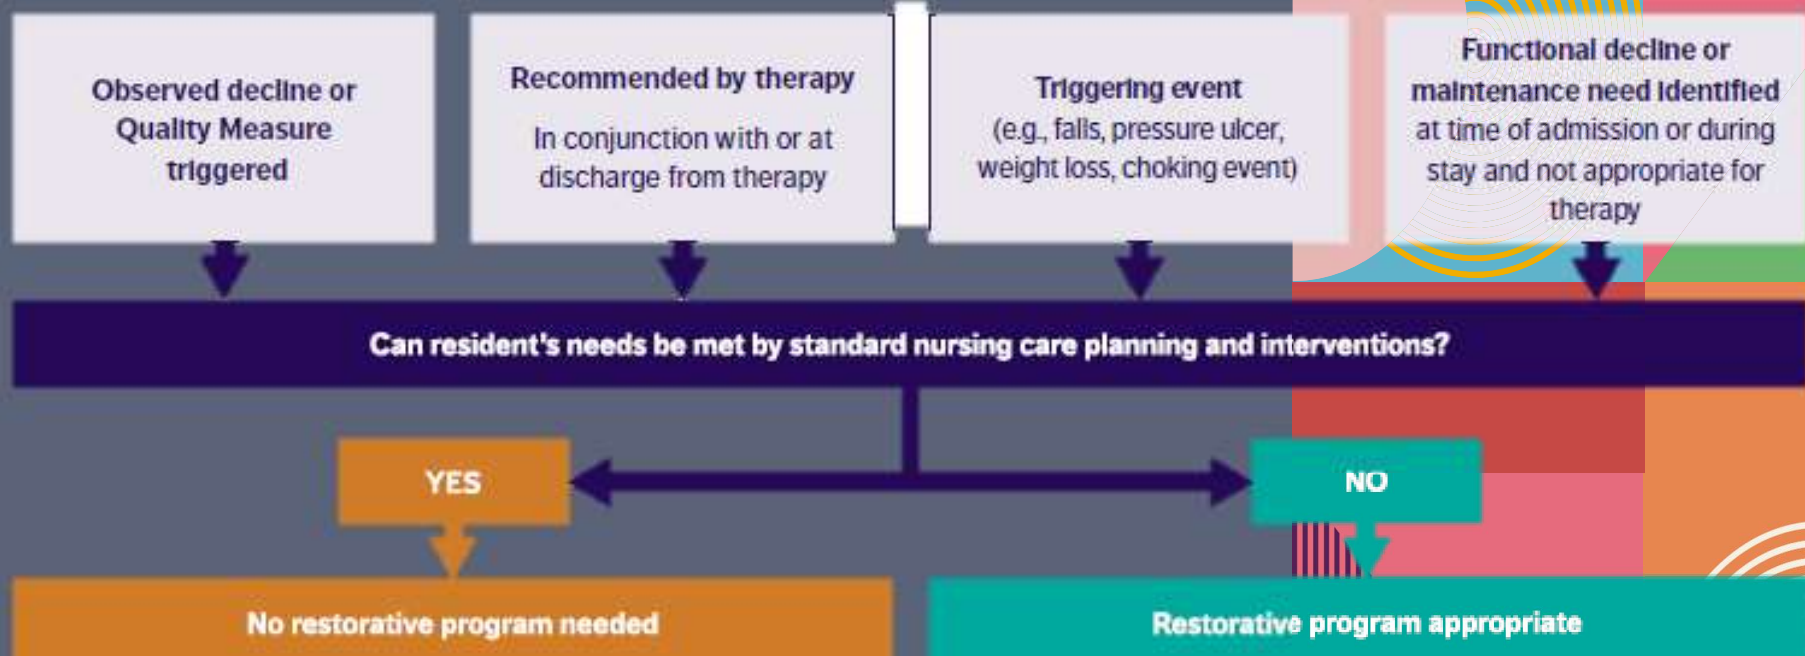 Observed decline or
Quality Measure
triggered
Recommended by therapy
In conjunction with or at
discharge from therapy
Triggering event
(e.g., falls, pressure ulcer,
weight loss, choking event)
Functional decline or
maintenance need identified
at time of admission or during
stay and not appropriate for
therapy
Can resident's needs be met by standard nursing care planning and interventions?
YES
NO
No restorative program needed
Restorative program appropriate